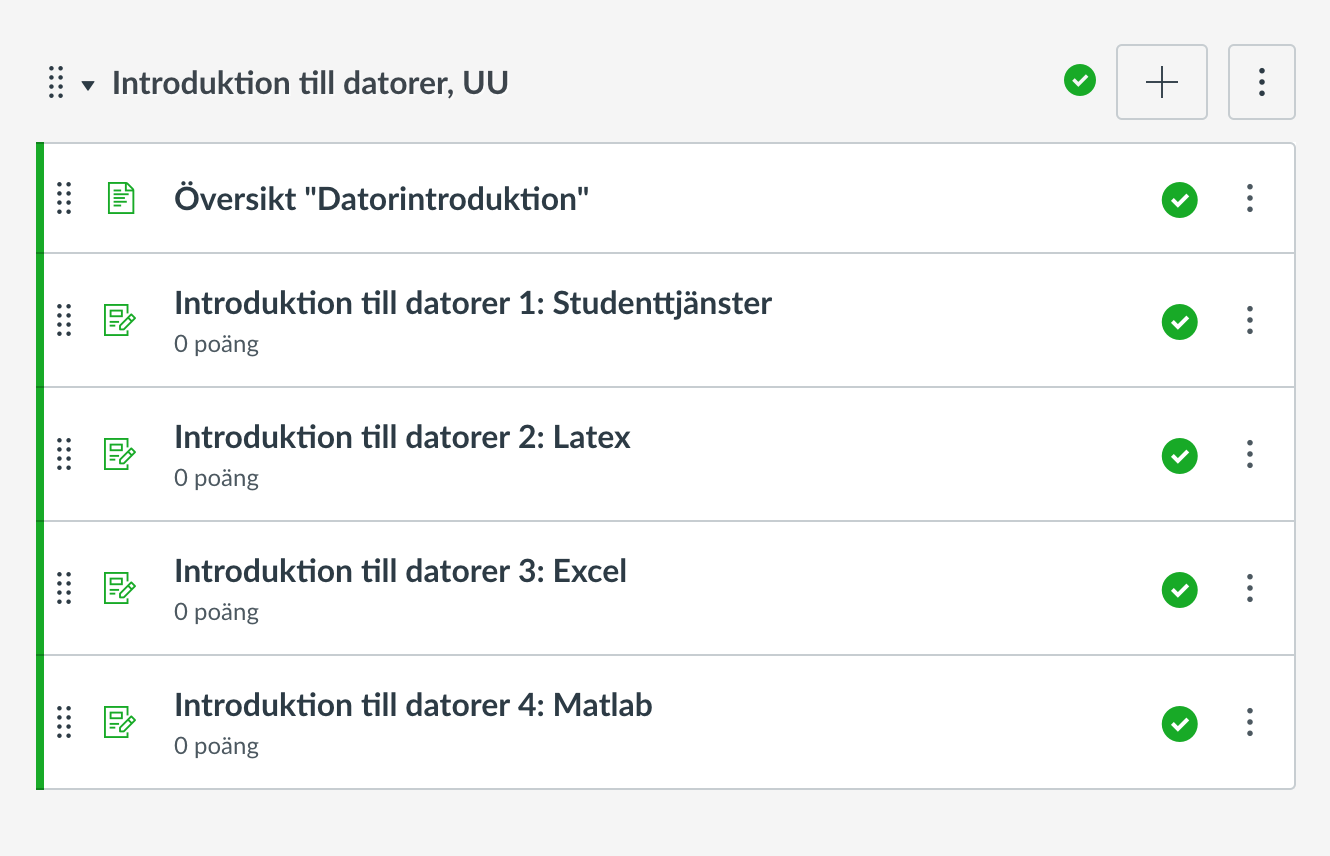 Introduktion till datorer, UU
Översikt "Datorintroduktion"
Introduktion till datorer 1: Studenttjänster
0 poäng
Introduktion till datorer 2: Latex
0 poäng
Introduktion till datorer 3: Excel
0 poäng
Introduktion till datorer 4: Matlab
0 poäng